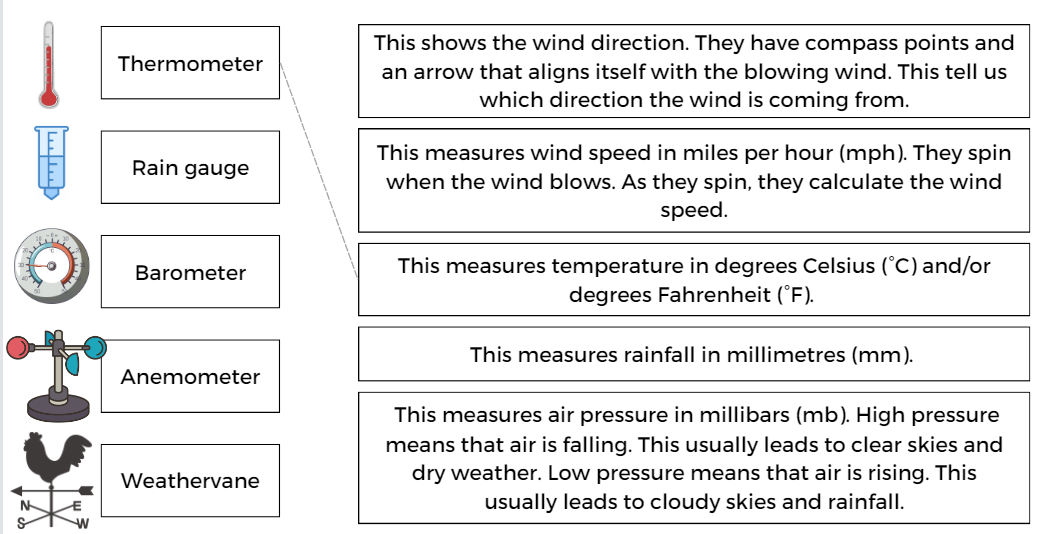 Thermometer
This shows the wind direction. They have compass points and
an arrow that aligns itself with the blowing wind. This tell us
which direction the wind is coming from.
Rain gauge
This measures wind speed in miles per hour (mph). They spin
when the wind blows. As they spin, they calculate the wind
speed.
Barometer
This measures temperature in degrees Celsius (˚C) and/or
degrees Fahrenheit (˚F).
Anemometer
This measures rainfall in millimetres (mm).
Weathervane
This measures air pressure in millibars (mb). High pressure
means that air is falling. This usually leads to clear skies and
dry weather. Low pressure means that air is rising. This
usually leads to cloudy skies and rainfall.
N E
S W